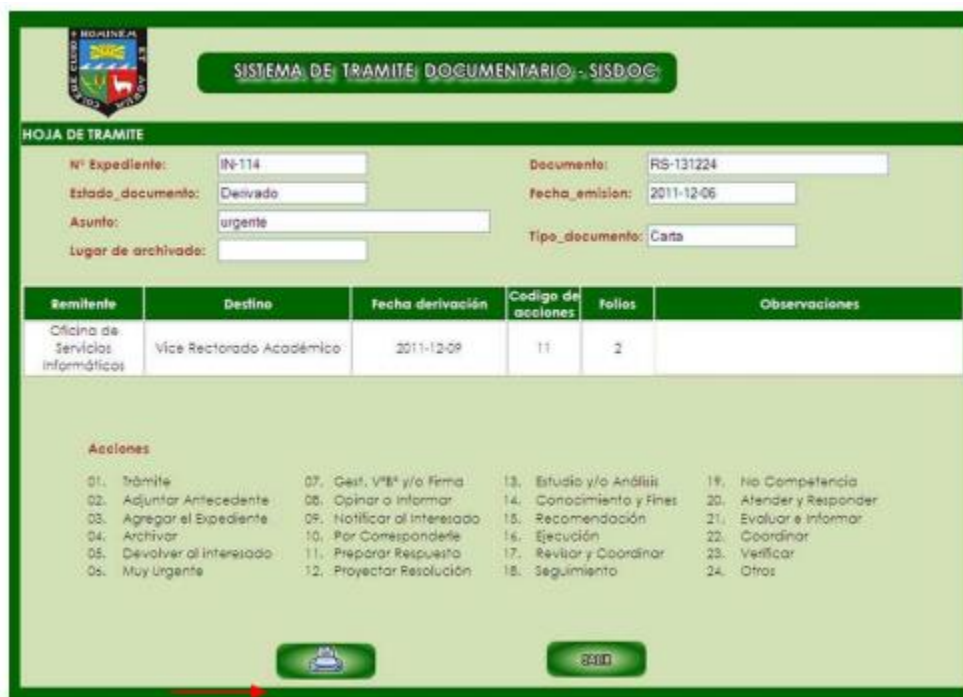 HOMINEM
ET
COLERE CUPIO
SISTEMA DE TRAMITE DOCUMENTARIO - SISDOC
HOJA DE TRAMITE
Nº Expediente: IN-114 Documento: RS-131224
Estado_documento: Derivado Fecha_emision: 2011-12-06
Asunto: urgente
Tipo_documento: Carta
Lugar de archivado:
Remitente Destino Fecha derivación Codigo de acciones Folios Observaciones
Oficina de Servicios Informáticos Vice Rectorado Académico 2011-12-09 11 2
Acciones
01. Trámite 07. Gest. VºBº y/o Firma 13. Estudio y/o Análisis 19. No Competencia
02. Adjuntar Antecedente 08. Opinar o Informar 14. Conocimiento y Fines 20. Atender y Responder
03. Agregar el Expediente 09. Notificar al Interesado 15. Recomendación 21. Evaluar e Informar
04. Archivar 10. Por Corresponderle 16. Ejecución 22. Coordinar
05. Devolver al interesado 11. Preparar Respuesta 17. Revisar y Coordinar 23. Verificar
06. Muy Urgente 12. Proyectar Resolución 18. Seguimiento 24. Otros
SALIR